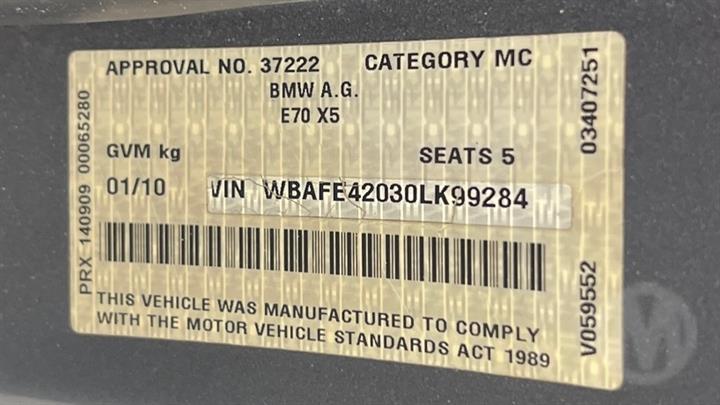 APPROVAL NO. 37222 CATEGORY MC
BMW A.G.
E70 X5
GVM kg SEATS 5
01/10 VIN WBAFE42030LK99284
THIS VEHICLE WAS MANUFACTURED TO COMPLY
WITH THE MOTOR VEHICLE STANDARDS ACT 1989
PRX 140909 00065280
03407251
V059552